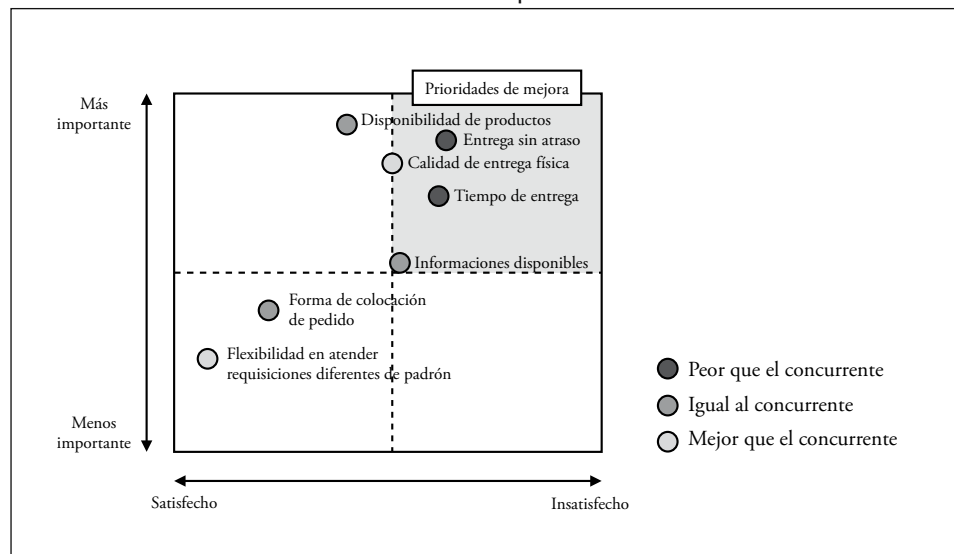 Prioridades de mejora
Más
importante
Disponibilidad de productos
Entrega sin atraso
Calidad de entrega física
Tiempo de entrega
Informaciones disponibles
Forma de colocación
de pedido
Flexibilidad en atender
requisiciones diferentes de padrón
Peor que el concurrente
Igual al concurrente
Mejor que el concurrente
Menos
importante
Satisfecho
Insatisfecho